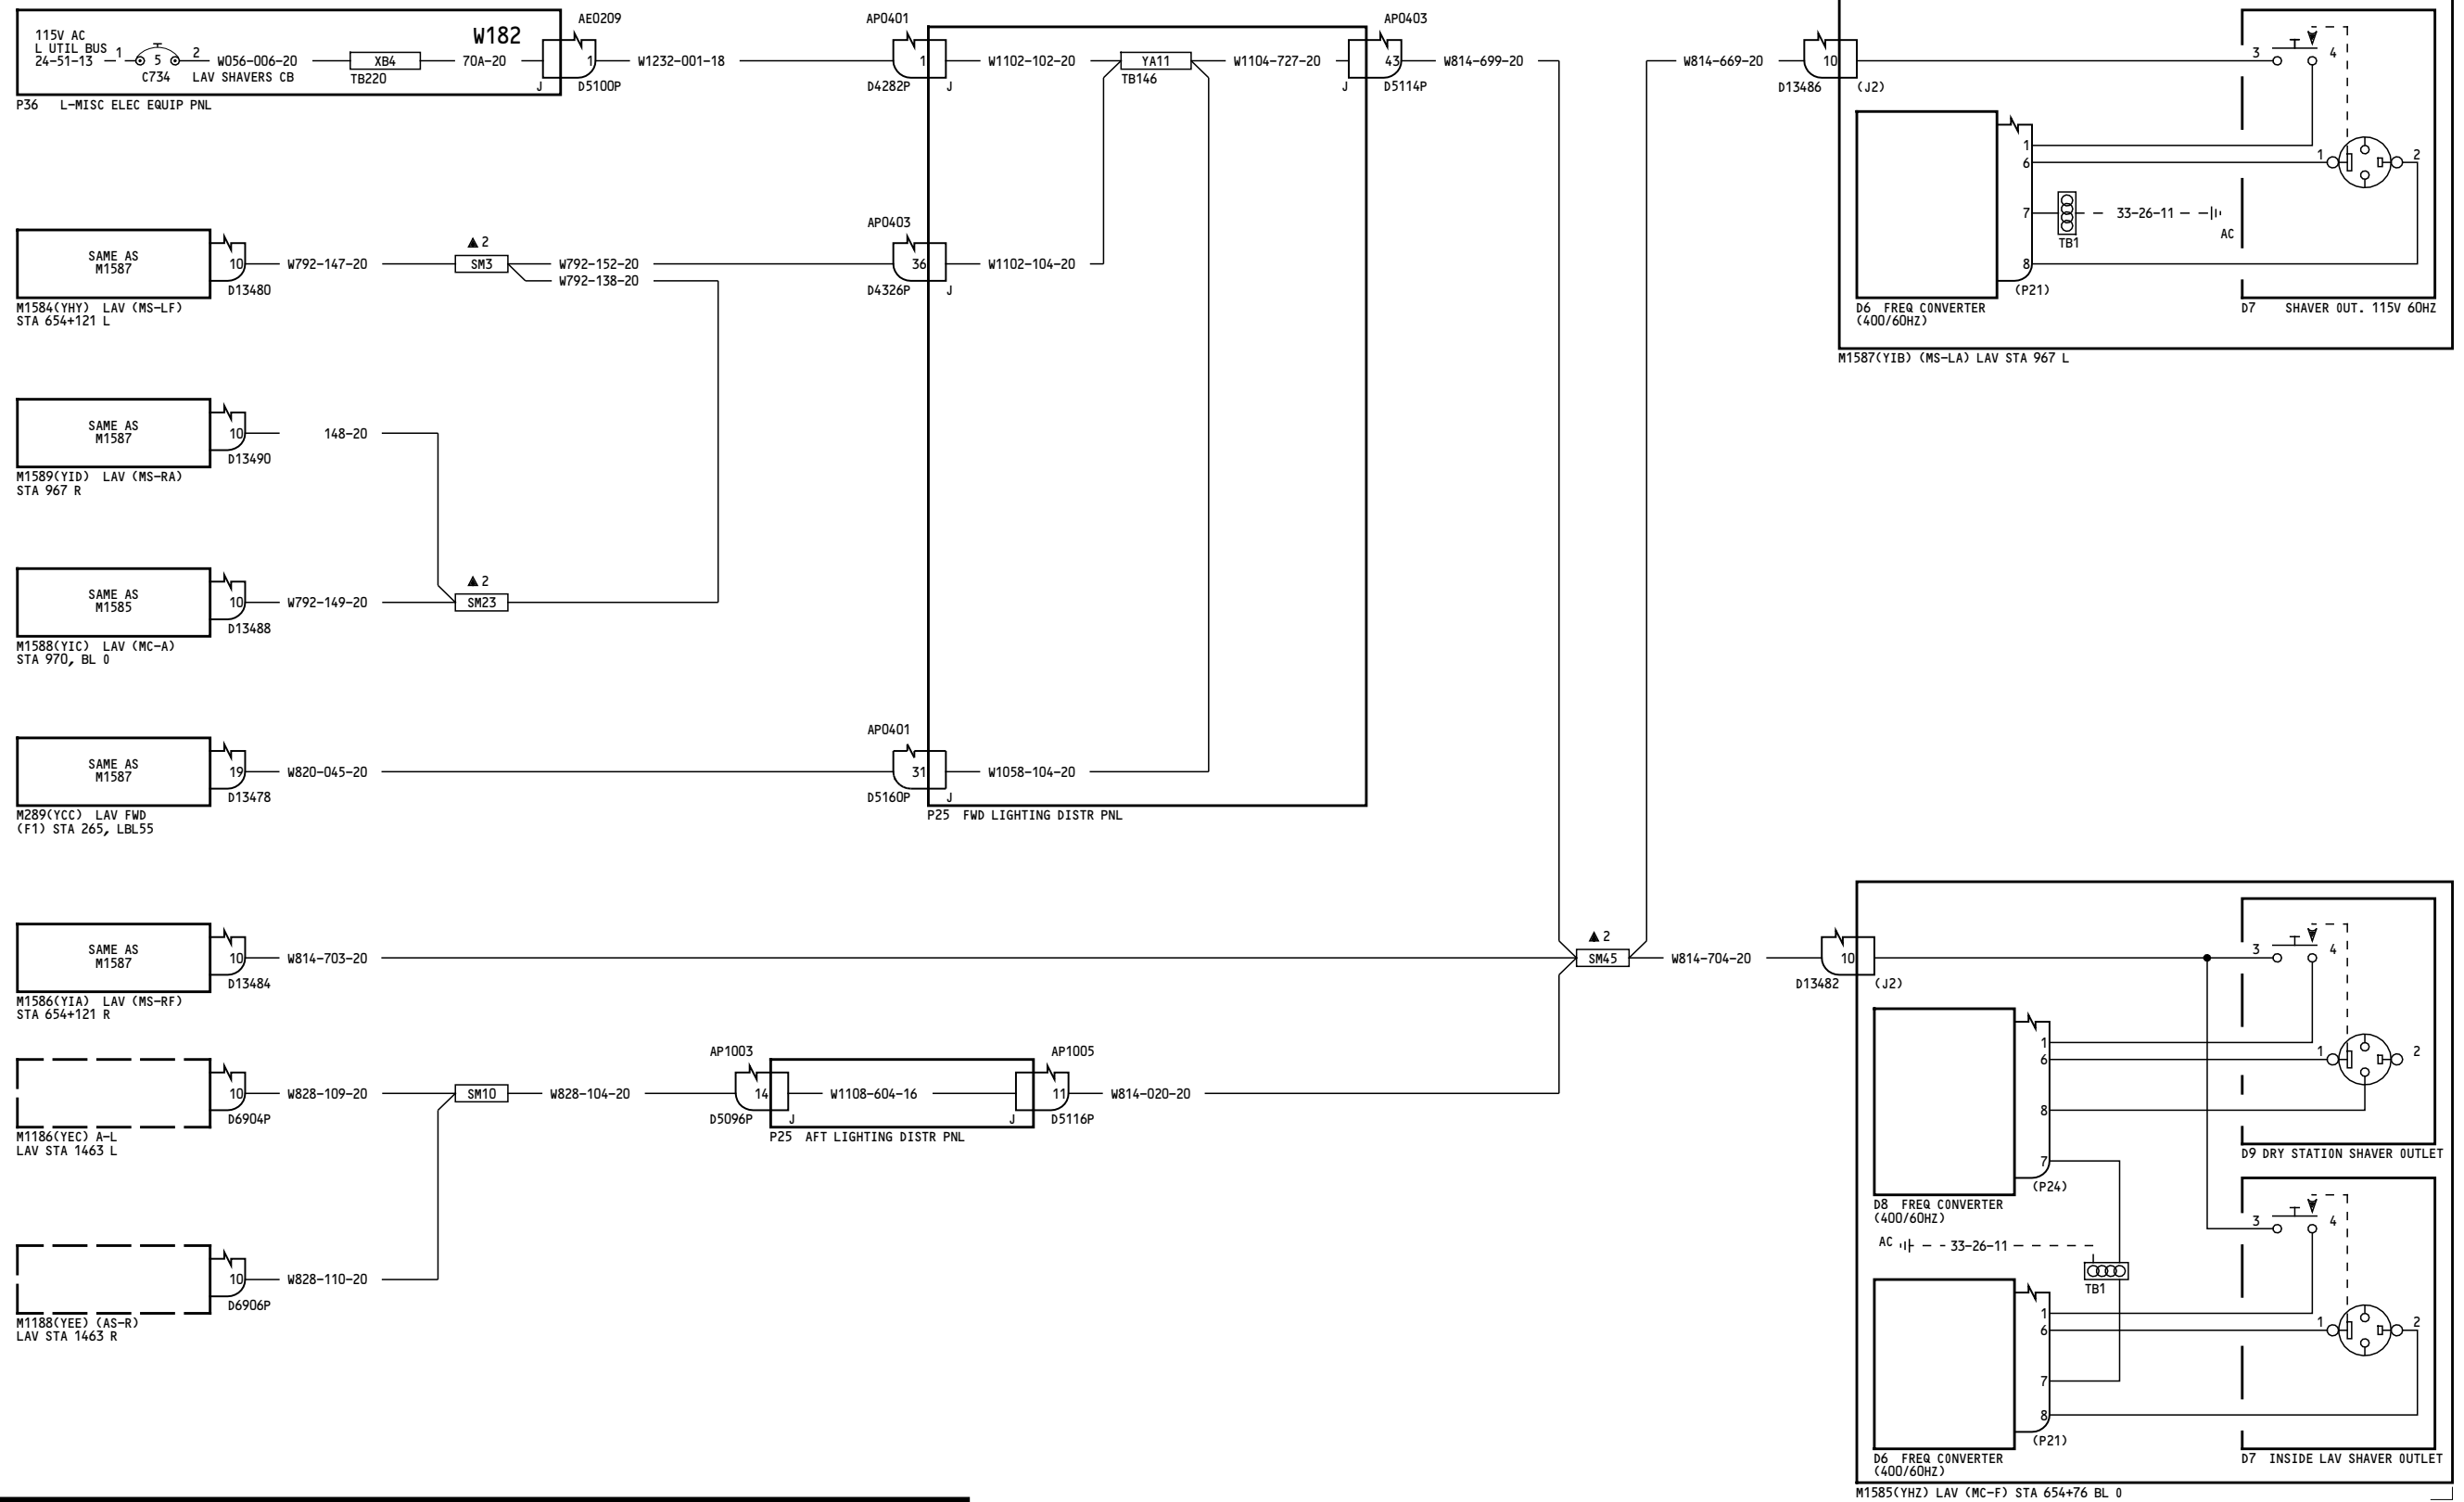 115V AC
L UTIL BUS
24-51-13
1
5
2
C734
LAV SHAVERS CB
W056-006-20
XB4
TB220
70A-20
W182
J
P36 L-MISC ELEC EQUIP PNL
AE0209
1
D5100P
W1232-001-18
AP0401
1
D4282P
J
W1102-102-20
YA11
TB146
W1104-727-20
J
AP0403
43
D5114P
W814-699-20
W814-669-20
10
D13486
(J2)
3
4
1
6
7
8
TB1
33-26-11
AC
1
2
(P21)
D6 FREQ CONVERTER
(400/60HZ)
D7 SHAVER OUT. 115V 60HZ
M1587(YIB) (MS-LA) LAV STA 967 L
SAME AS
M1587
10
D13480
M1584(YHY) LAV (MS-LF)
STA 654+121 L
W792-147-20
▲ 2
SM3
W792-152-20
W792-138-20
AP0403
36
D4326P
J
W1102-104-20
SAME AS
M1587
10
D13490
M1589(YID) LAV (MS-RA)
STA 967 R
148-20
SAME AS
M1585
10
D13488
M1588(YIC) LAV (MC-A)
STA 970, BL 0
W792-149-20
▲ 2
SM23
SAME AS
M1587
19
D13478
M289(YCC) LAV FWD
(F1) STA 265, LBL55
W820-045-20
AP0401
31
D5160P
J
W1058-104-20
P25 FWD LIGHTING DISTR PNL
SAME AS
M1587
10
D13484
M1586(YIA) LAV (MS-RF)
STA 654+121 R
W814-703-20
▲ 2
SM45
W814-704-20
10
D13482
(J2)
10
D6904P
M1186(YEC) A-L
LAV STA 1463 L
W828-109-20
SM10
W828-104-20
AP1003
14
D5096P
J
W1108-604-16
J
P25 AFT LIGHTING DISTR PNL
AP1005
11
D5116P
W814-020-20
10
D6906P
M1188(YEE) (AS-R)
LAV STA 1463 R
W828-110-20
3
4
1
6
8
7
1
2
(P24)
D9 DRY STATION SHAVER OUTLET
D8 FREQ CONVERTER
(400/60HZ)
AC
33-26-11
TB1
3
4
1
6
7
8
1
2
(P21)
D6 FREQ CONVERTER
(400/60HZ)
D7 INSIDE LAV SHAVER OUTLET
M1585(YHZ) LAV (MC-F) STA 654+76 BL 0